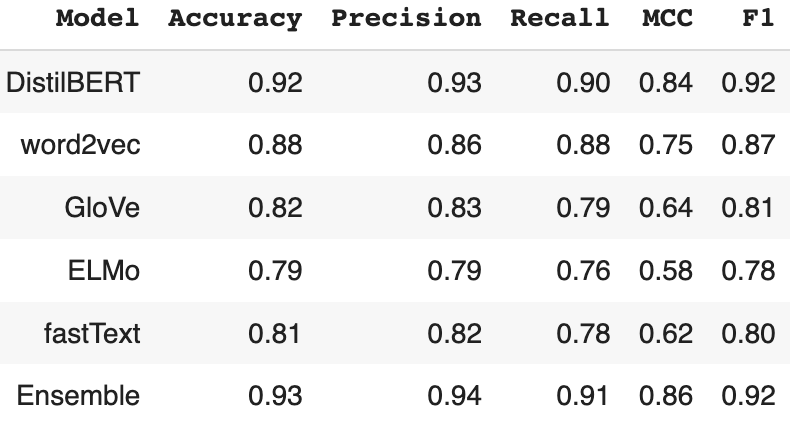 Model Accuracy Precision Recall MCC F1
DistilBERT 0.92 0.93 0.90 0.84 0.92
word2vec 0.88 0.86 0.88 0.75 0.87
GloVe 0.82 0.83 0.79 0.64 0.81
ELMo 0.79 0.79 0.76 0.58 0.78
fastText 0.81 0.82 0.78 0.62 0.80
Ensemble 0.93 0.94 0.91 0.86 0.92